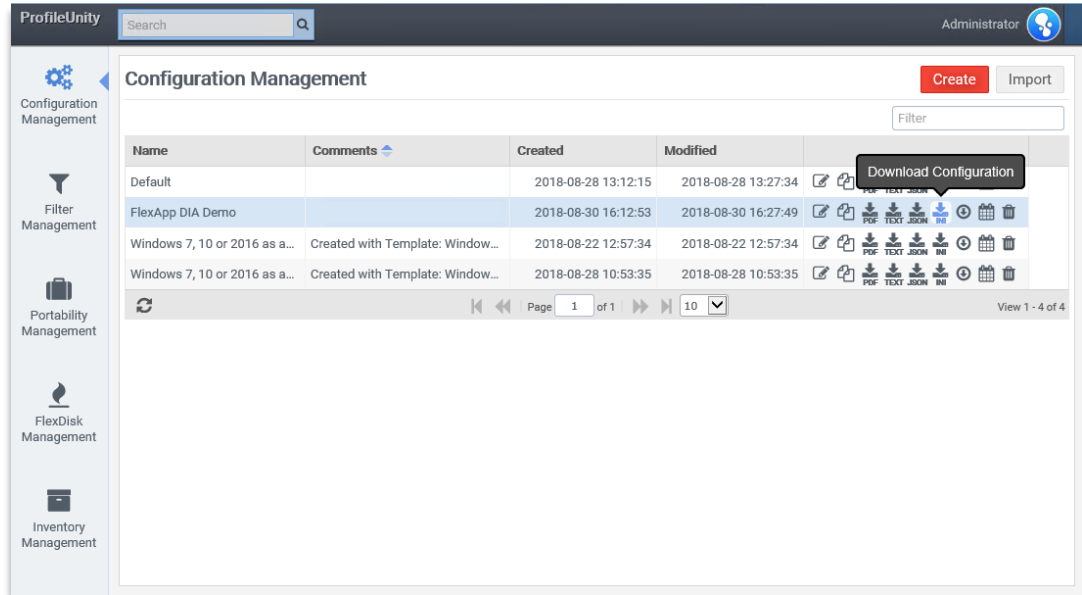 ProfileUnity
Search
Administrator
Configuration Management
Configuration Management
Create
Import
Filter
Name Comments Created Modified
Download Configuration
Default 2018-08-28 13:12:15 2018-08-28 13:27:34 PDF TEXT JSON
FlexApp DIA Demo 2018-08-30 16:12:53 2018-08-30 16:27:49 PDF TEXT JSON INI
Windows 7, 10 or 2016 as a... Created with Template: Window... 2018-08-22 12:57:34 2018-08-22 12:57:34 PDF TEXT JSON INI
Windows 7, 10 or 2016 as a... Created with Template: Window... 2018-08-28 10:53:35 2018-08-28 10:53:35 PDF TEXT JSON INI
Page 1 of 1 10 View 1 - 4 of 4
Filter
Management
Portability
Management
FlexDisk
Management
Inventory
Management